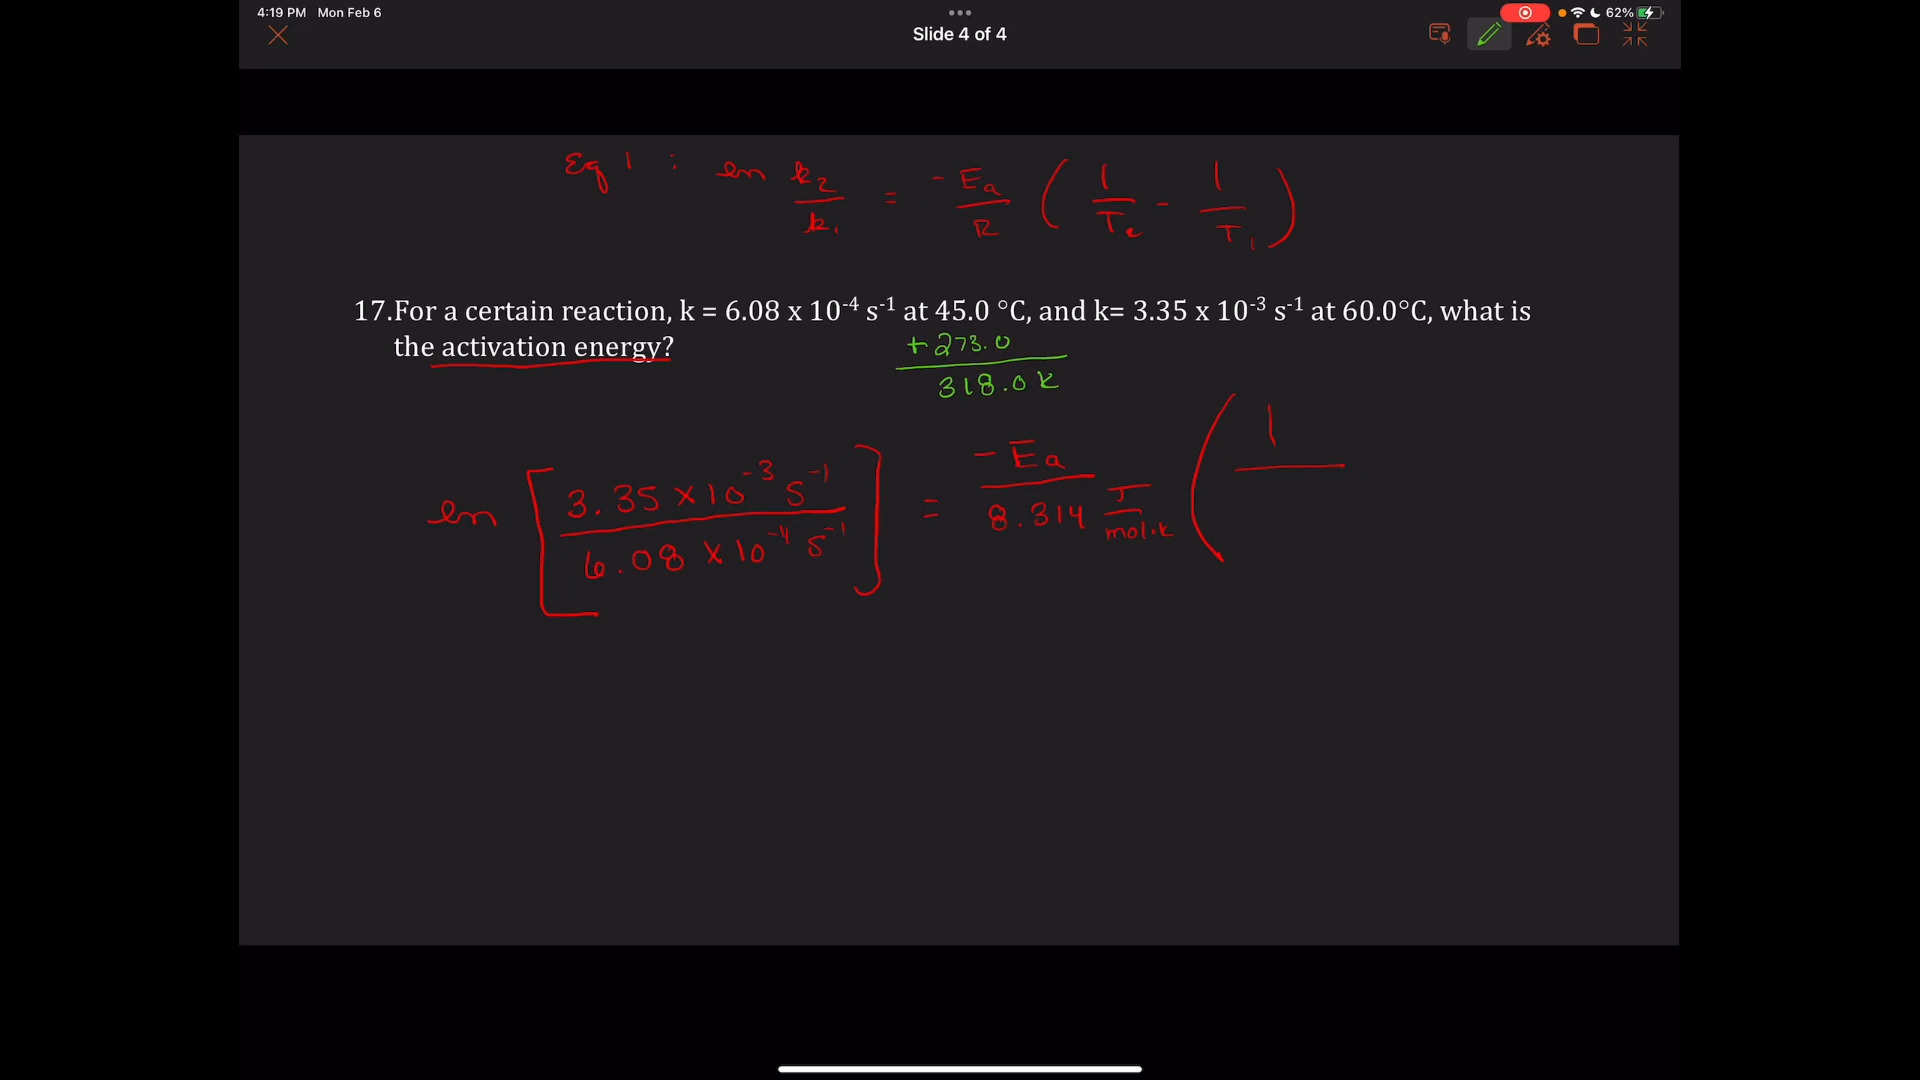 4:19 PM Mon Feb 6
62%
Slide 4 of 4
Eq 1 : ln k₂/k₁ = -Ea/R ( 1/T₂ - 1/T₁ )
17.For a certain reaction, k = 6.08 x 10⁻⁴ s⁻¹ at 45.0 °C, and k= 3.35 x 10⁻³ s⁻¹ at 60.0°C, what is
the activation energy?
+273.0
318.0 K
ln [ 3.35 x 10⁻³ s⁻¹ / 6.08 x 10⁻⁴ s⁻¹ ] = -Ea / 8.314 J/mol·K ( 1/